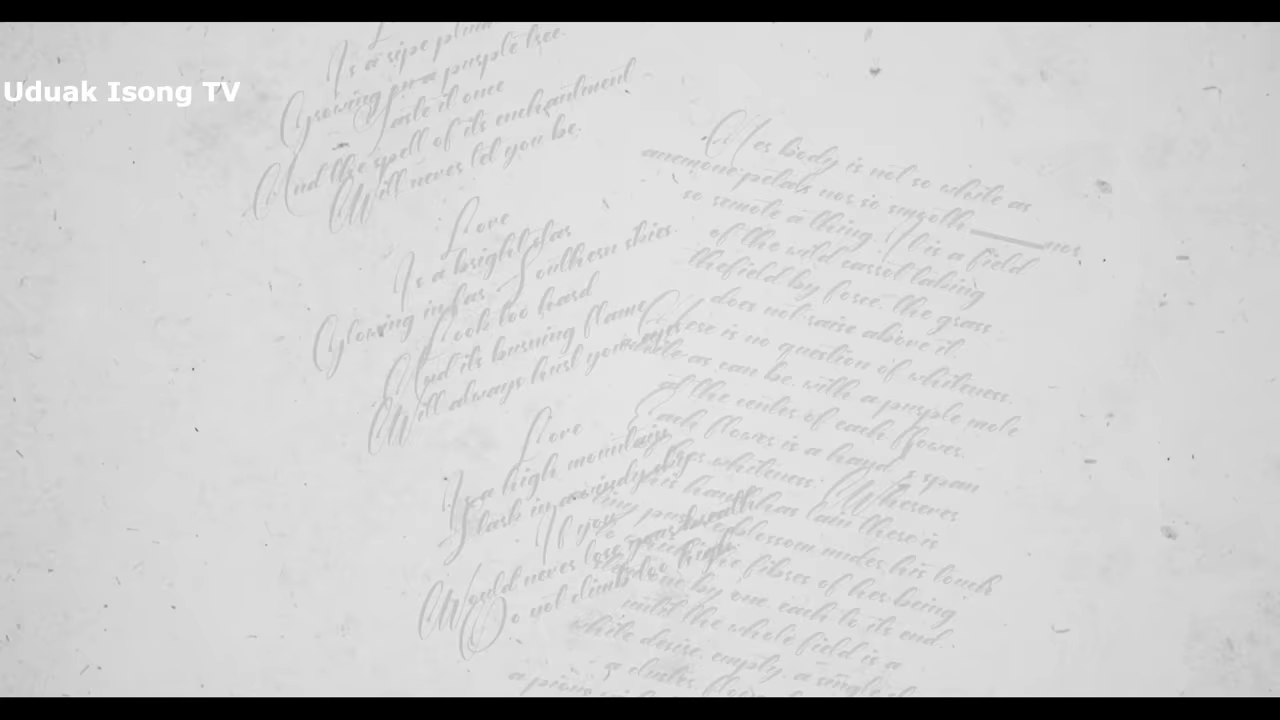 Uduak Isong TV
Is a ripe plum
Growing on a purple tree.
Taste it once
And the spell of its enchantment
Will never let you be.
Love
Is a bright star
Glowing in far Southern skies.
Look too hard
And its burning flame
Will always hurt your eyes.
Love
Is a high mountain
Stark in a windy sky.
If you
Would never lose your breath
Do not climb too high.
Her body is not so white as
anemone petals nor so smooth—nor
so remote a thing. It is a field
of the wild carrot taking
the field by force. the grass
does not raise above it.
Here is no question of whiteness.
white as can be. with a purple mole
at the center of each flower.
Each flower is a hand's span
of her whiteness. Wherever
his hand has lain there is
a tiny purple blossom under his touch
to which the fibres of her being
stem one by one. each to its end.
until the whole field is a
white desire. empty. a single
a cluster. flower by
a pious wish